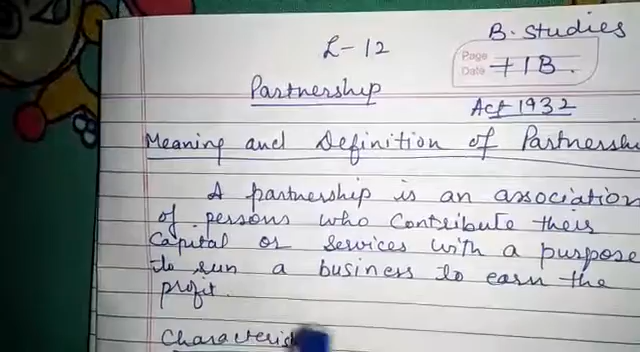 B. Studies
L-12
Page
Date +1B.
Partnership
Act 1932
Meaning and Definition of
A partnership is an association
of persons who contribute their
Capital or Services with a purpose
to run a business to earn the
profit.